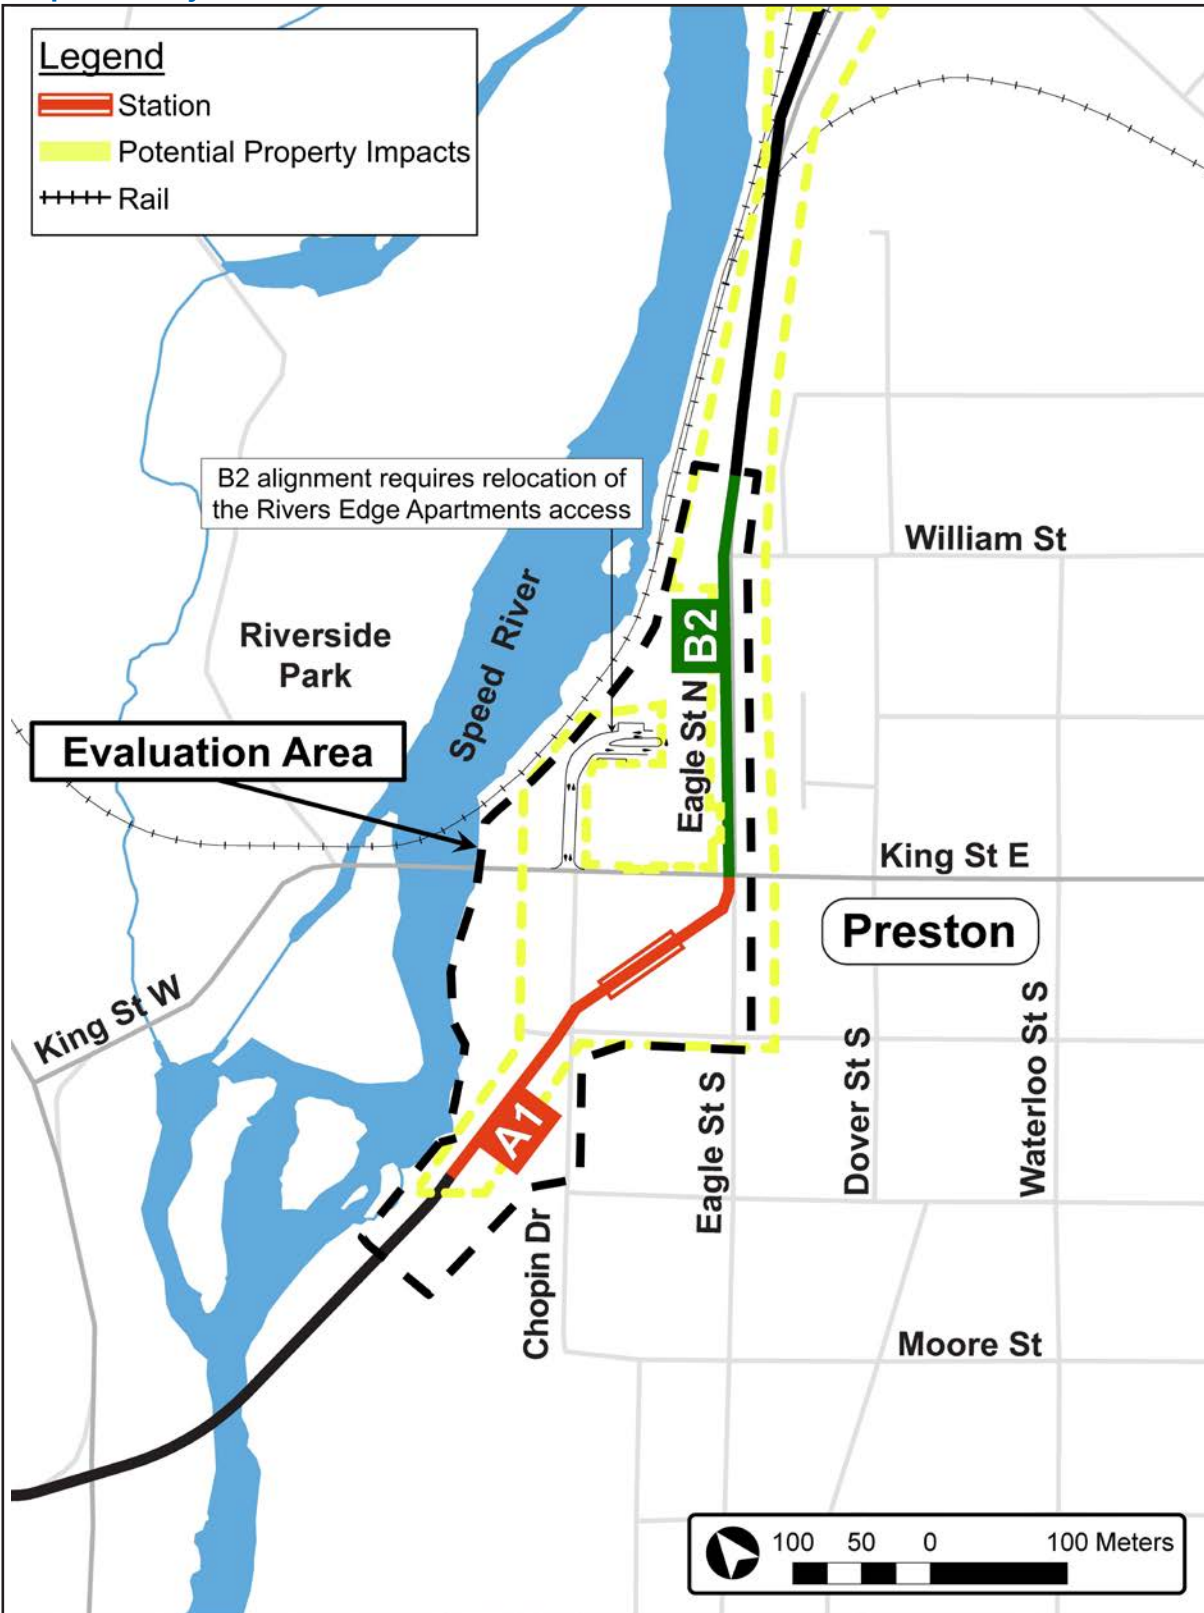 Legend
Station
Potential Property Impacts
Rail
B2 alignment requires relocation of
the Rivers Edge Apartments access
William St
Riverside
Park
Speed River
B2
Eagle St N
Evaluation Area
King St E
Preston
King St W
A1
Eagle St S
Dover St S
Waterloo St S
Chopin Dr
Moore St
100 50 0 100 Meters